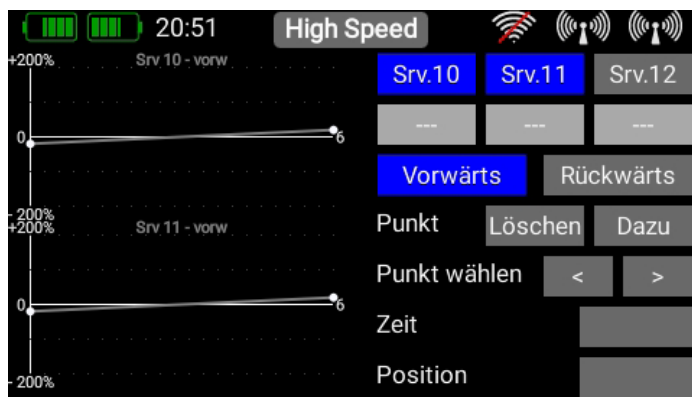 20:51 High Speed
+200% Srv 10 - vorw
0 6
- 200%
+200% Srv 11 - vorw
0 6
- 200%
Srv.10 Srv.11 Srv.12
--- --- ---
Vorwärts Rückwärts
Punkt Löschen Dazu
Punkt wählen < >
Zeit
Position